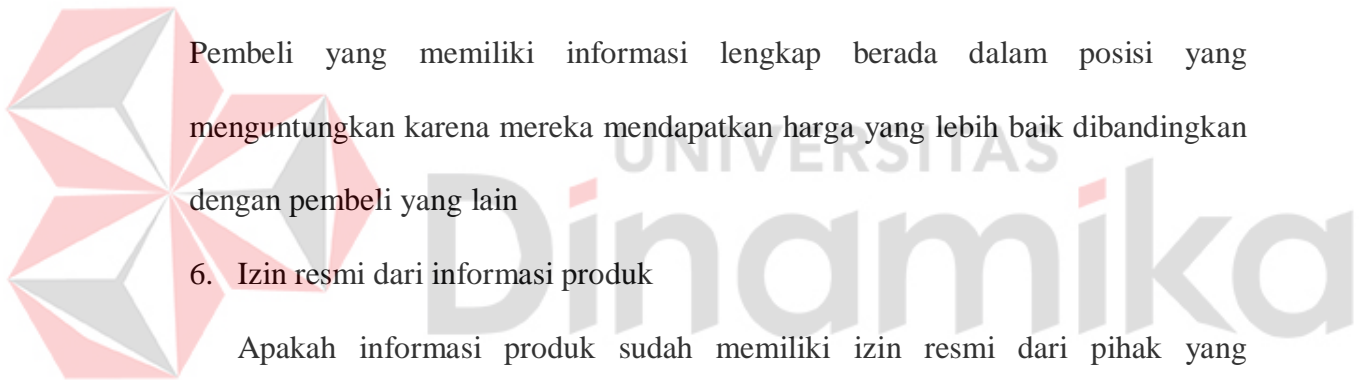 Pembeli yang memiliki informasi lengkap berada dalam posisi yang
menguntungkan karena mereka mendapatkan harga yang lebih baik dibandingkan
UNIVERSITAS
dengan pembeli yang lain
Dinamika
6. Izin resmi dari informasi produk
Apakah informasi produk sudah memiliki izin resmi dari pihak yang